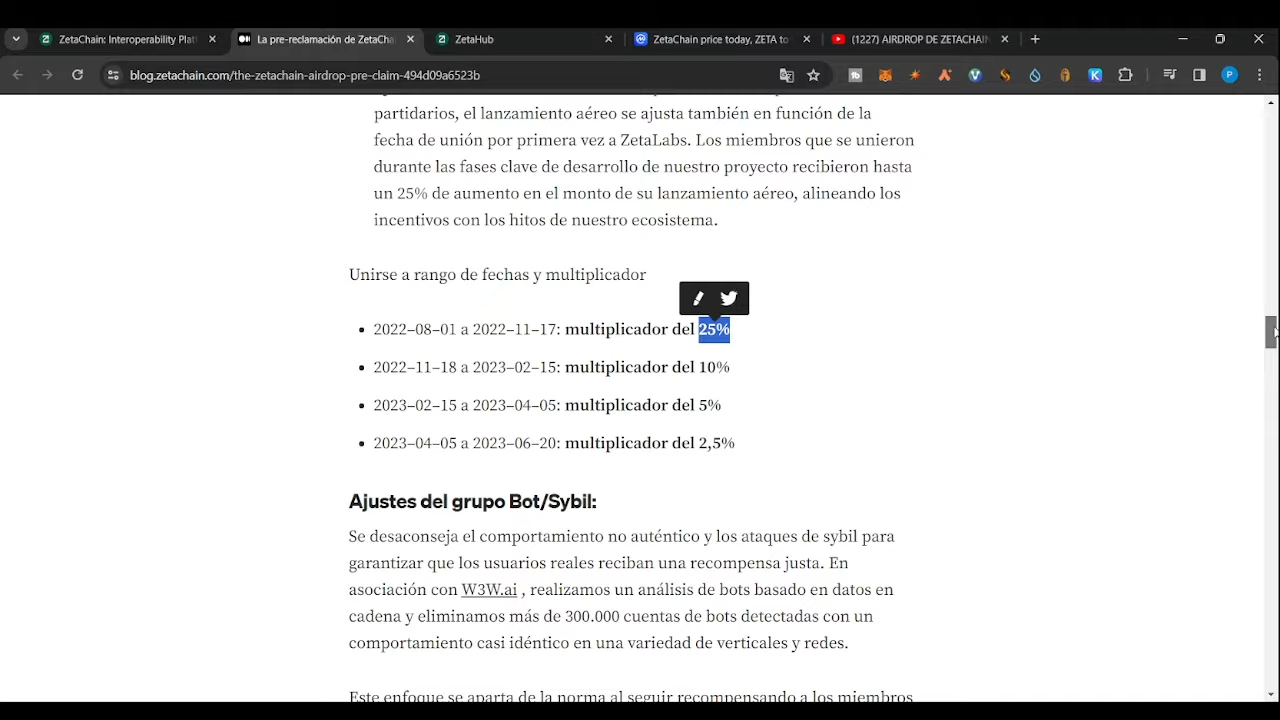 ZetaChain: Interoperability Plat
La pre-reclamación de ZetaCha
ZetaHub
ZetaChain price today, ZETA to
(1227) AIRDROP DE ZETACHAIN
blog.zetachain.com/the-zetachain-airdrop-pre-claim-494d09a6523b
partidarios, el lanzamiento aéreo se ajusta también en función de la
fecha de unión por primera vez a ZetaLabs. Los miembros que se unieron
durante las fases clave de desarrollo de nuestro proyecto recibieron hasta
un 25% de aumento en el monto de su lanzamiento aéreo, alineando los
incentivos con los hitos de nuestro ecosistema.
Unirse a rango de fechas y multiplicador
2022–08–01 a 2022–11–17: multiplicador del 25%
2022–11–18 a 2023–02–15: multiplicador del 10%
2023–02–15 a 2023–04–05: multiplicador del 5%
2023–04–05 a 2023–06–20: multiplicador del 2,5%
Ajustes del grupo Bot/Sybil:
Se desaconseja el comportamiento no auténtico y los ataques de sybil para
garantizar que los usuarios reales reciban una recompensa justa. En
asociación con W3W.ai , realizamos un análisis de bots basado en datos en
cadena y eliminamos más de 300.000 cuentas de bots detectadas con un
comportamiento casi idéntico en una variedad de verticales y redes.
Este enfoque se aparta de la norma al seguir recompensando a los miembros